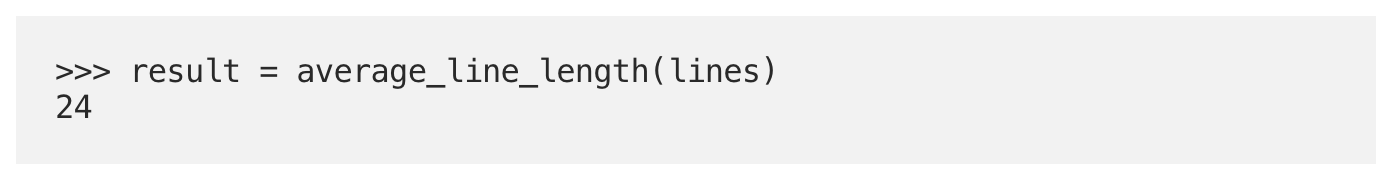 >>> result = average_line_length(lines)
24